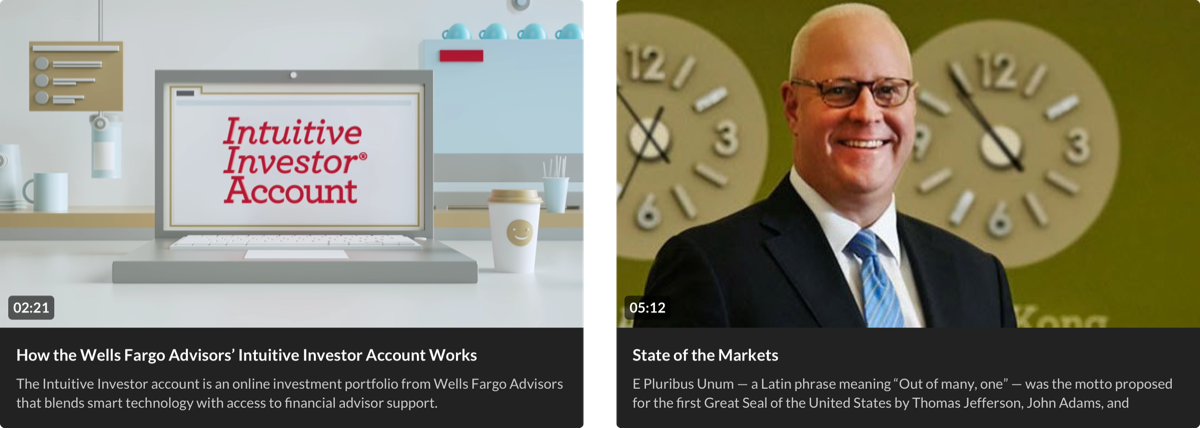 Intuitive
Investor®
Account
02:21
How the Wells Fargo Advisors’ Intuitive Investor Account Works
The Intuitive Investor account is an online investment portfolio from Wells Fargo Advisors
that blends smart technology with access to financial advisor support.
12
3
6
12
9
3
6
Kong
05:12
State of the Markets
E Pluribus Unum — a Latin phrase meaning “Out of many, one” — was the motto proposed
for the first Great Seal of the United States by Thomas Jefferson, John Adams, and